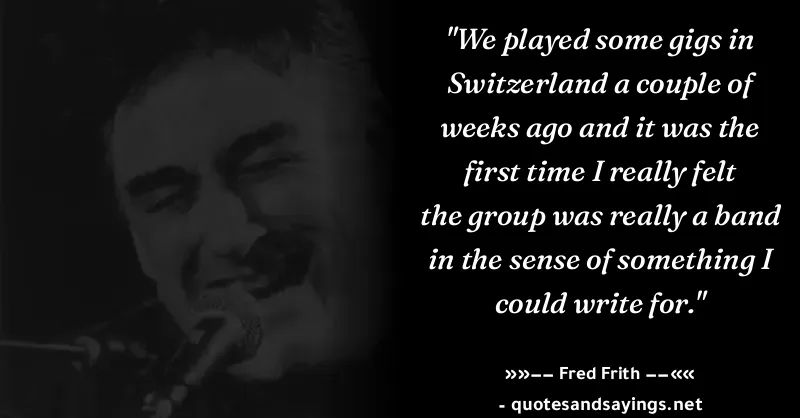 "We played some gigs in
Switzerland a couple of
weeks ago and it was the
first time I really felt
the group was really a band
in the sense of something I
could write for."
»»−− Fred Frith −−««
- quotesandsayings.net